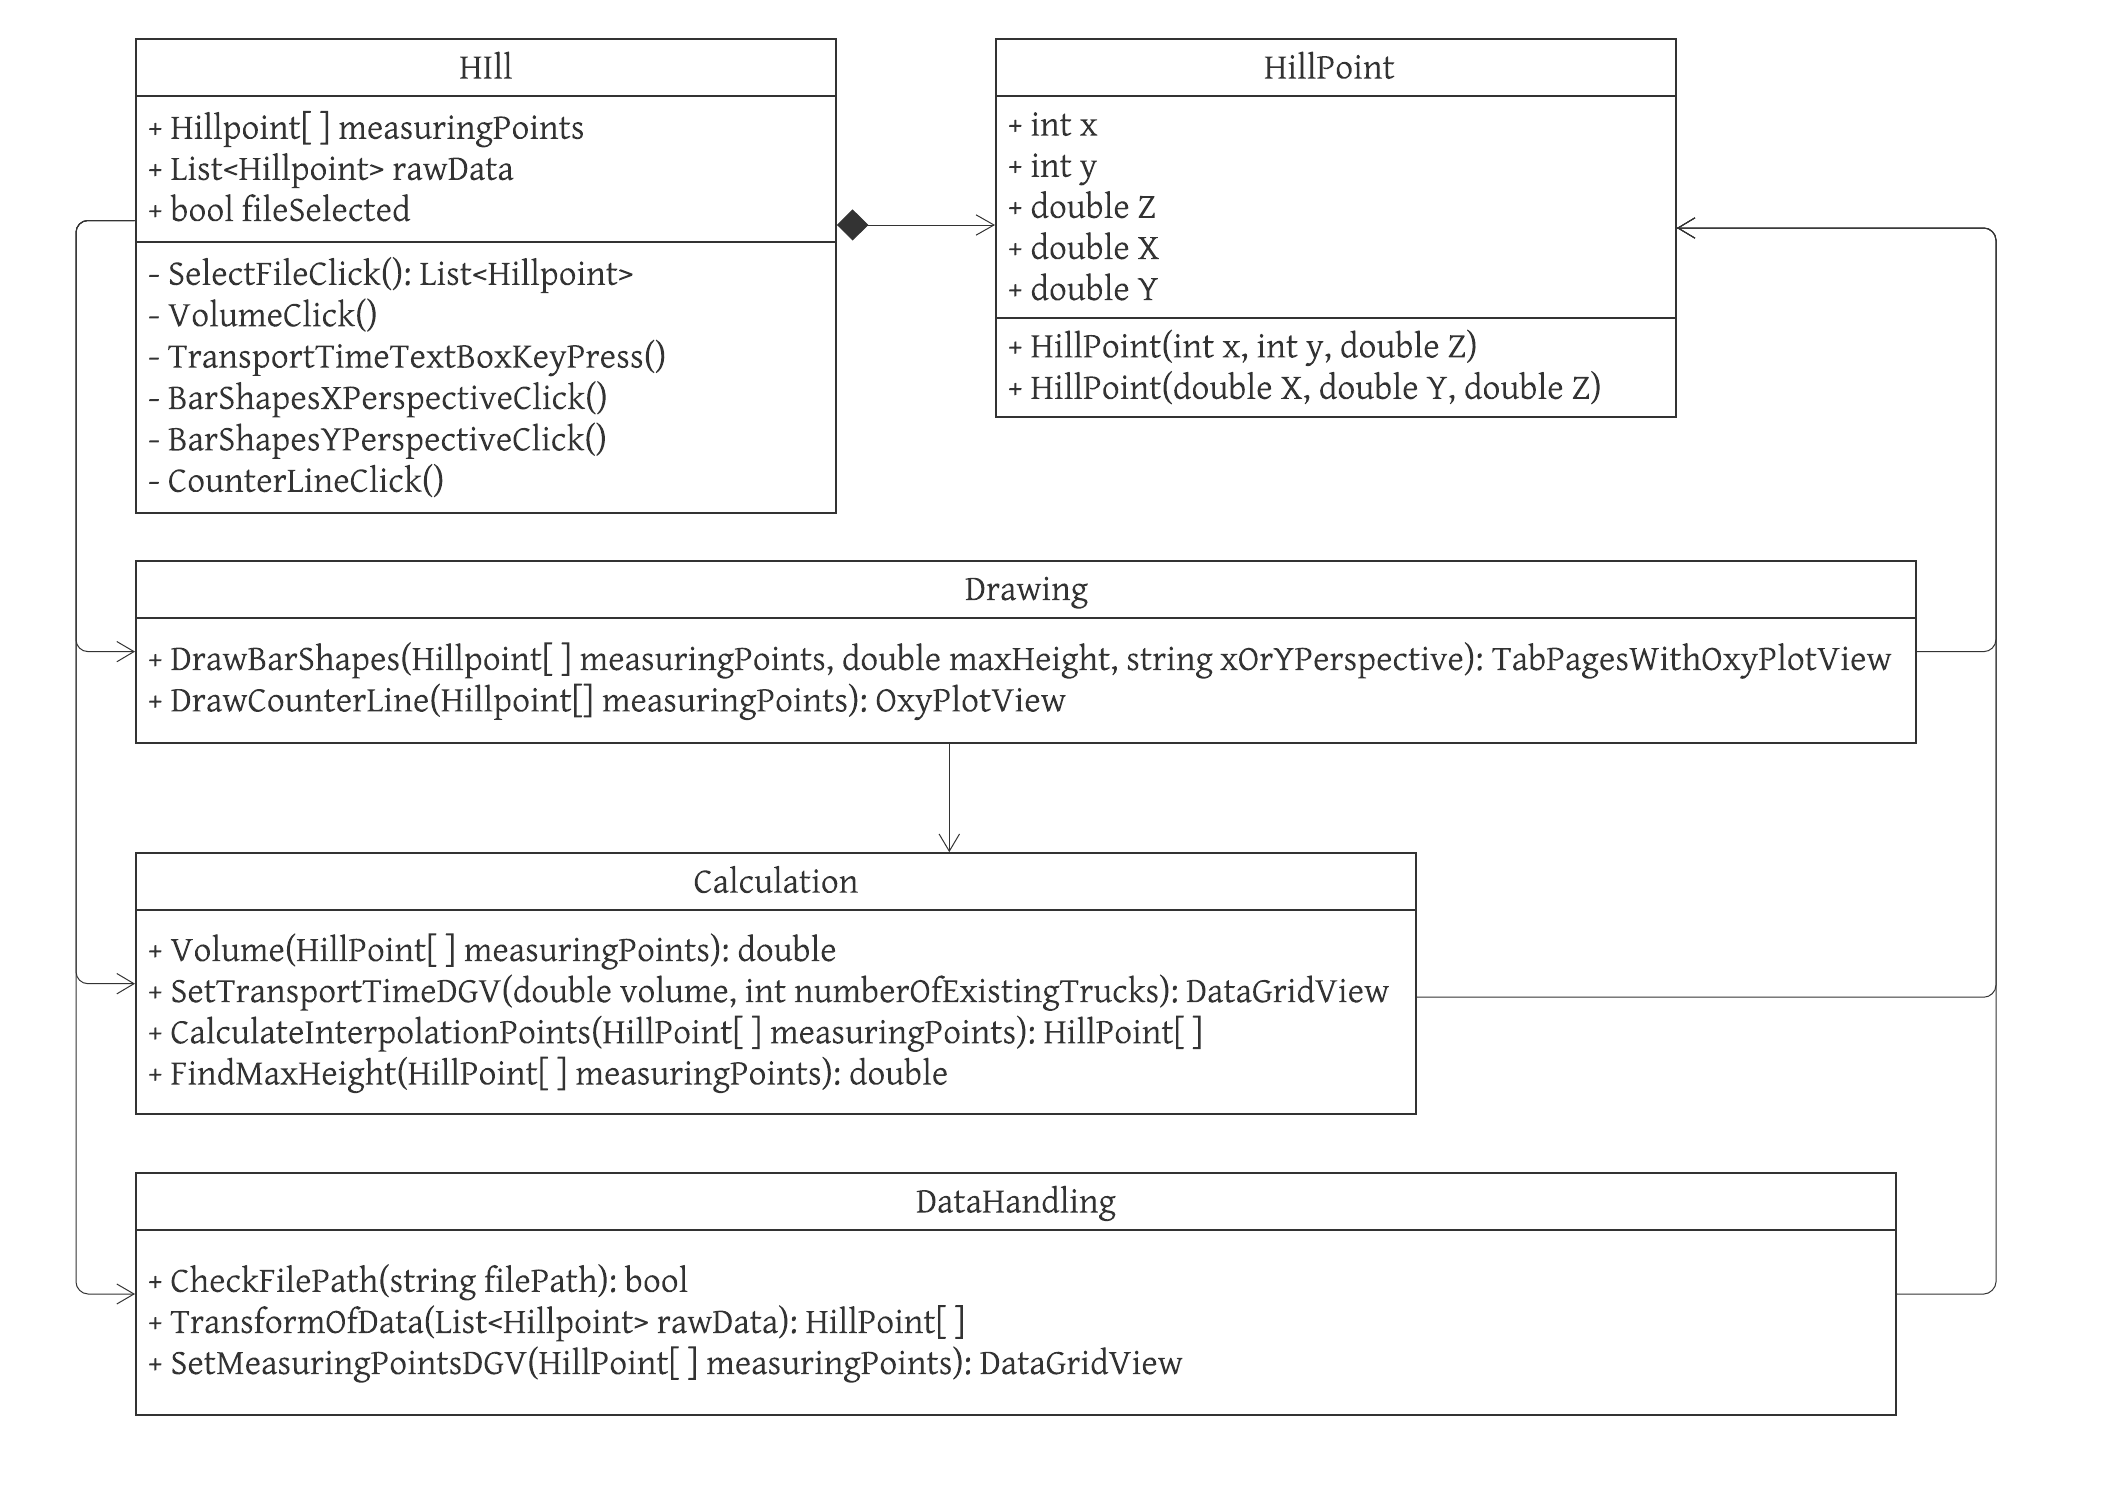 HIll
+ Hillpoint[ ] measuringPoints
+ List<Hillpoint> rawData
+ bool fileSelected
- SelectFileClick(): List<Hillpoint>
- VolumeClick()
- TransportTimeTextBoxKeyPress()
- BarShapesXPerspectiveClick()
- BarShapesYPerspectiveClick()
- CounterLineClick()
HillPoint
+ int x
+ int y
+ double Z
+ double X
+ double Y
+ HillPoint(int x, int y, double Z)
+ HillPoint(double X, double Y, double Z)
Drawing
+ DrawBarShapes(Hillpoint[ ] measuringPoints, double maxHeight, string xOrYPerspective): TabPagesWithOxyPlotView
+ DrawCounterLine(Hillpoint[] measuringPoints): OxyPlotView
Calculation
+ Volume(HillPoint[ ] measuringPoints): double
+ SetTransportTimeDGV(double volume, int numberOfExistingTrucks): DataGridView
+ CalculateInterpolationPoints(HillPoint[ ] measuringPoints): HillPoint[ ]
+ FindMaxHeight(HillPoint[ ] measuringPoints): double
DataHandling
+ CheckFilePath(string filePath): bool
+ TransformOfData(List<Hillpoint> rawData): HillPoint[ ]
+ SetMeasuringPointsDGV(HillPoint[ ] measuringPoints): DataGridView